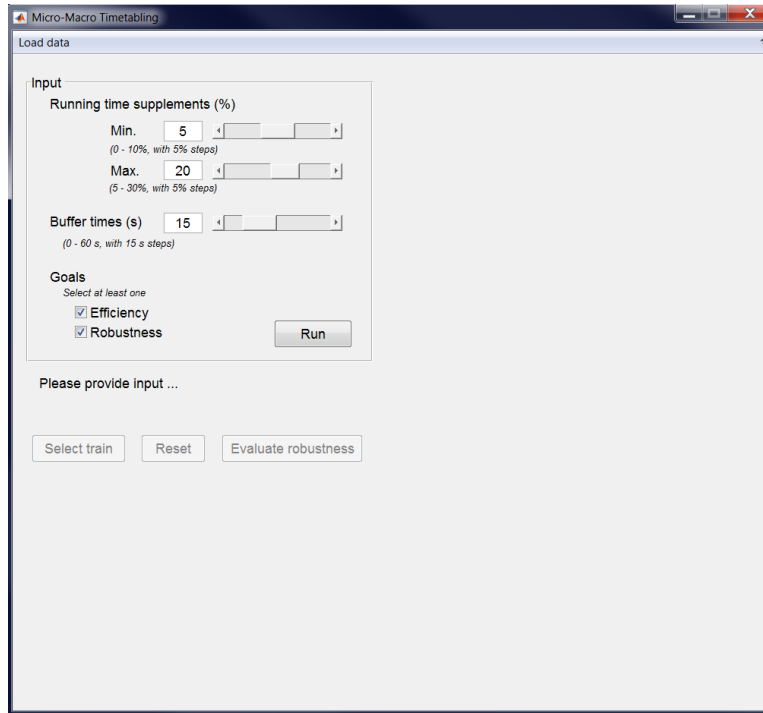 Micro-Macro Timetabling
Load data
Input
Running time supplements (%)
Min. 5
(0 - 10%, with 5% steps)
Max. 20
(5 - 30%, with 5% steps)
Buffer times (s) 15
(0 - 60 s, with 15 s steps)
Goals
Select at least one
Efficiency
Robustness
Run
Please provide input ...
Select train Reset Evaluate robustness